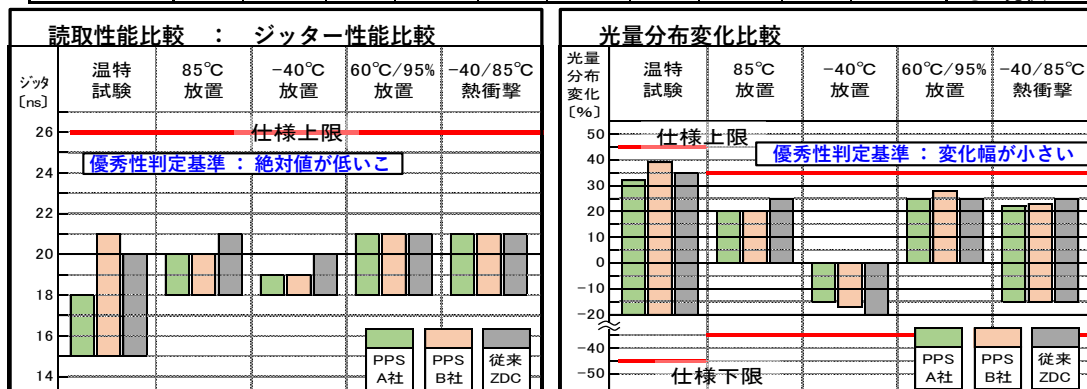 読取性能比較 ： ジッター性能比較
ジッタ
[ns]
温特
試験
85℃
放置
-40℃
放置
60℃/95%
放置
-40/85℃
熱衝撃
26
24
22
20
18
16
14
仕様上限
優秀性判定基準 ： 絶対値が低いこ
PPS
A社
PPS
B社
従来
ZDC
光量分布変化比較
光量
分布
変化
[%]
温特
試験
85℃
放置
-40℃
放置
60℃/95%
放置
-40/85℃
熱衝撃
50
40
30
20
10
0
-10
-20
-40
-50
仕様上限
優秀性判定基準 ： 変化幅が小さい
仕様下限
PPS
A社
PPS
B社
従来
ZDC